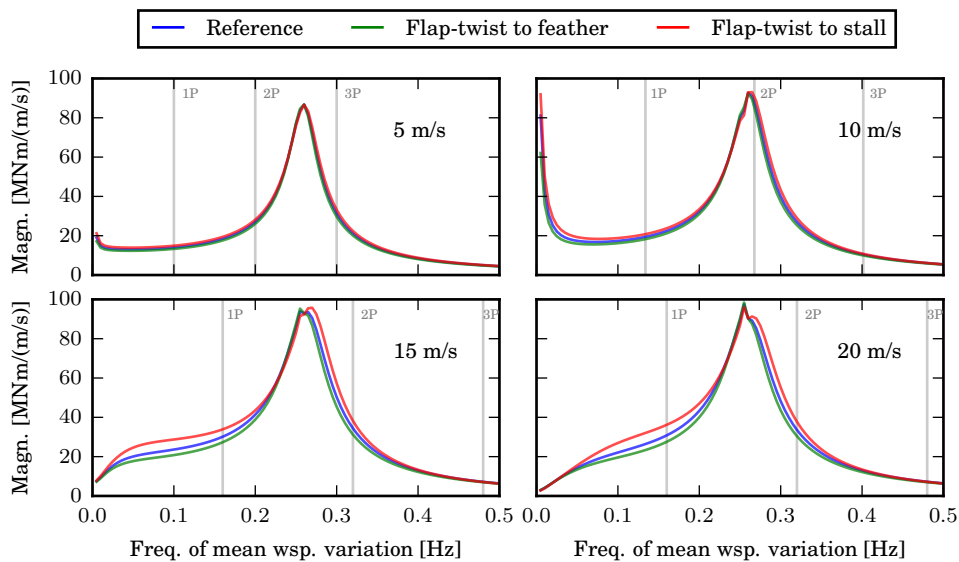 Reference Flap-twist to feather Flap-twist to stall
Magn. [MNm/(m/s)]
100
80
60
40
20
0
1P 2P 3P
5 m/s
1P 2P 3P
10 m/s
Magn. [MNm/(m/s)]
100
80
60
40
20
0
1P 2P 3P
15 m/s
1P 2P 3P
20 m/s
0.0 0.1 0.2 0.3 0.4 0.5
0.0 0.1 0.2 0.3 0.4 0.5
Freq. of mean wsp. variation [Hz]
Freq. of mean wsp. variation [Hz]